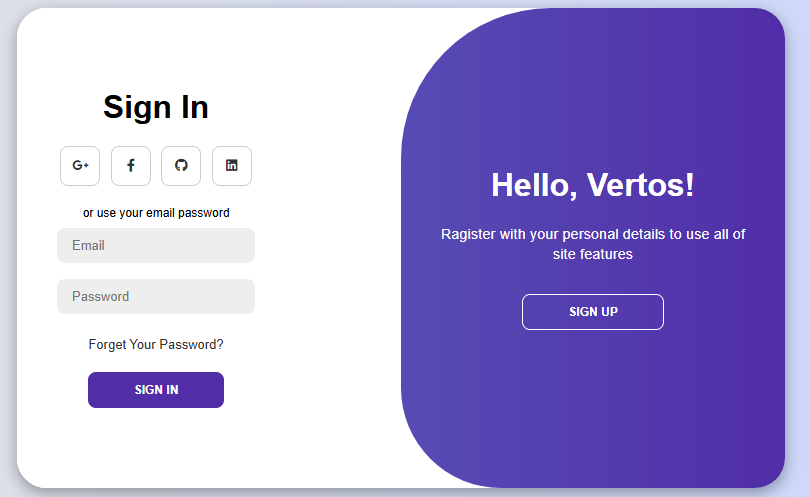 Sign In
G+
f
in
or use your email password
Email
Password
Forget Your Password?
SIGN IN
Hello, Vertos!
Ragister with your personal details to use all of
site features
SIGN UP